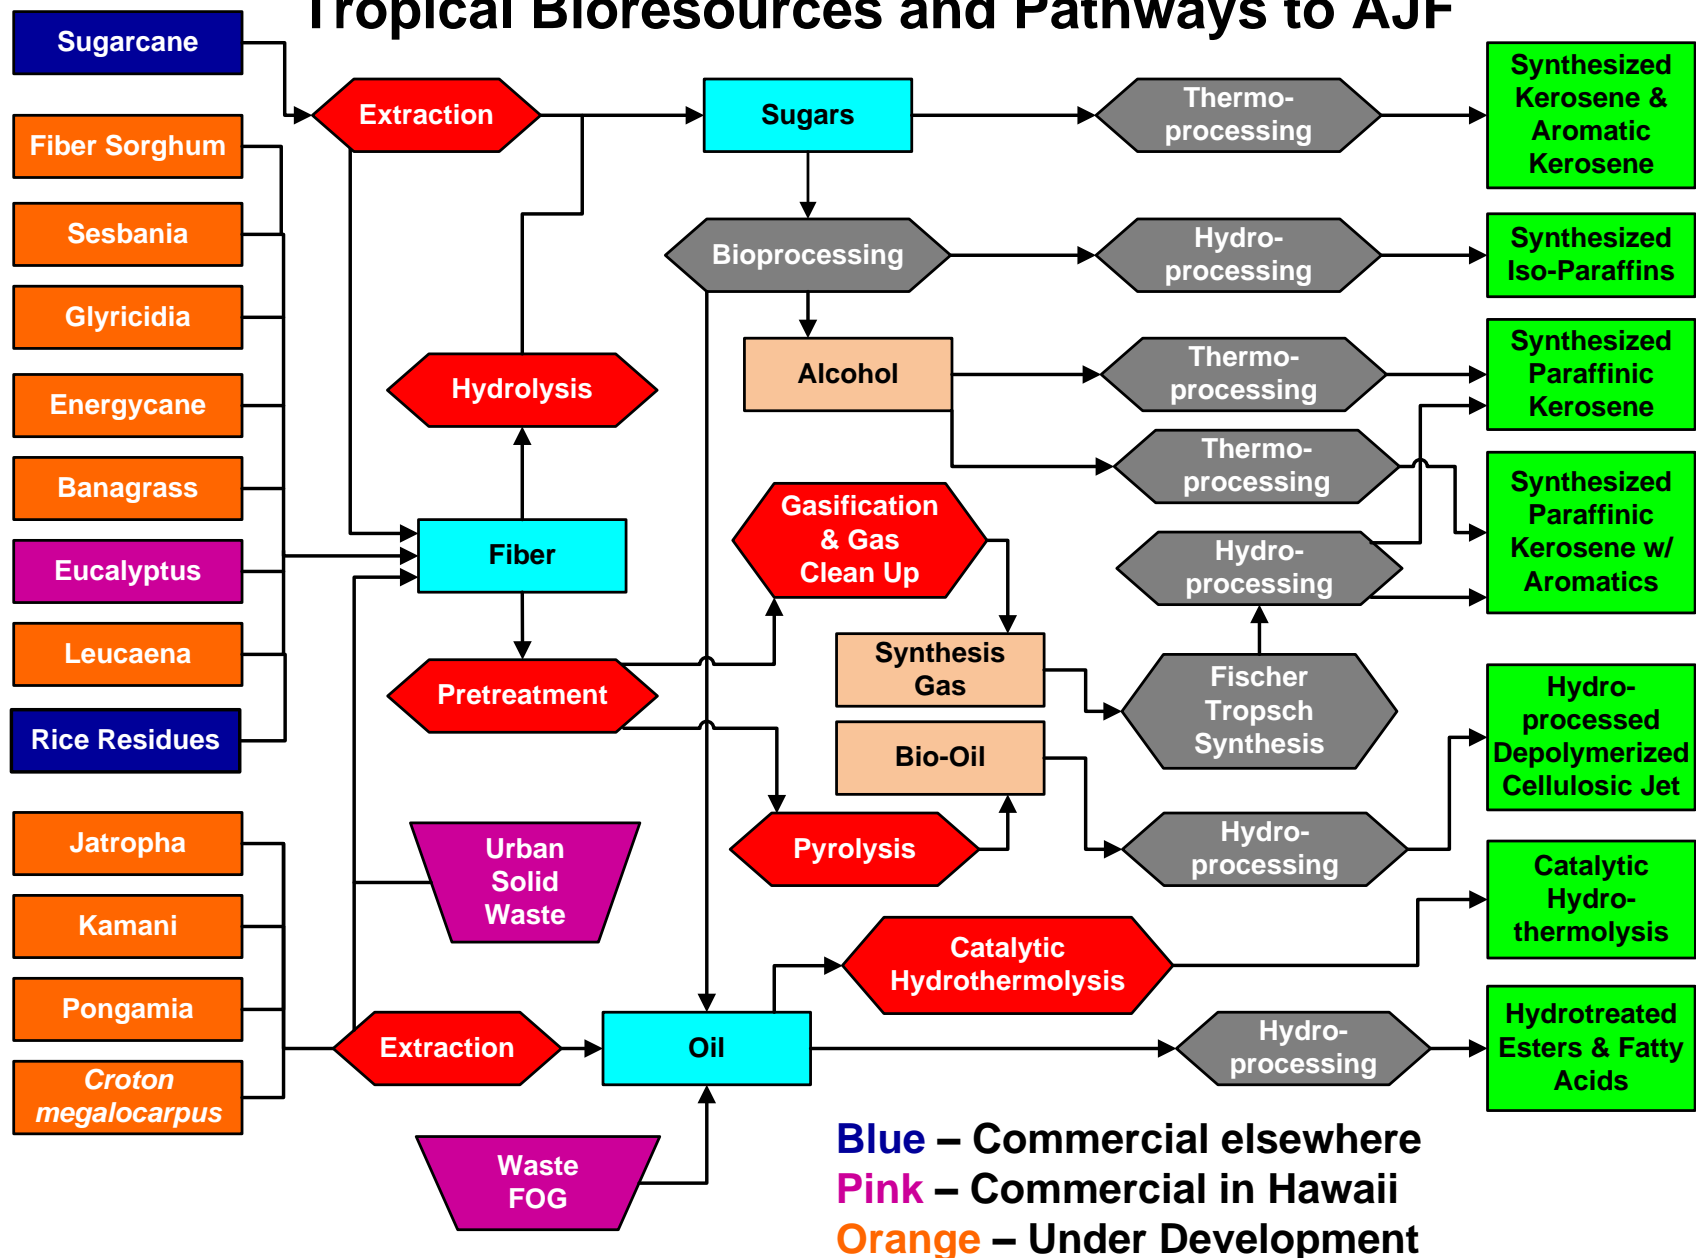 Tropical Bioresources and Pathways to AJF
Sugarcane
Fiber Sorghum
Sesbania
Glyricidia
Energycane
Banagrass
Eucalyptus
Leucaena
Rice Residues
Jatropha
Kamani
Pongamia
Croton
megalocarpus
Extraction
Hydrolysis
Fiber
Pretreatment
Urban
Solid
Waste
Extraction
Waste
FOG
Sugars
Bioprocessing
Alcohol
Gasification
& Gas
Clean Up
Synthesis
Gas
Bio-Oil
Pyrolysis
Catalytic
Hydrothermolysis
Oil
Thermo-
processing
Hydro-
processing
Thermo-
processing
Thermo-
processing
Hydro-
processing
Fischer
Tropsch
Synthesis
Hydro-
processing
Hydro-
processing
Synthesized
Kerosene &
Aromatic
Kerosene
Synthesized
Iso-Paraffins
Synthesized
Paraffinic
Kerosene
Synthesized
Paraffinic
Kerosene w/
Aromatics
Hydro-
processed
Depolymerized
Cellulosic Jet
Catalytic
Hydro-
thermolysis
Hydrotreated
Esters & Fatty
Acids
Blue – Commercial elsewhere
Pink – Commercial in Hawaii
Orange – Under Development